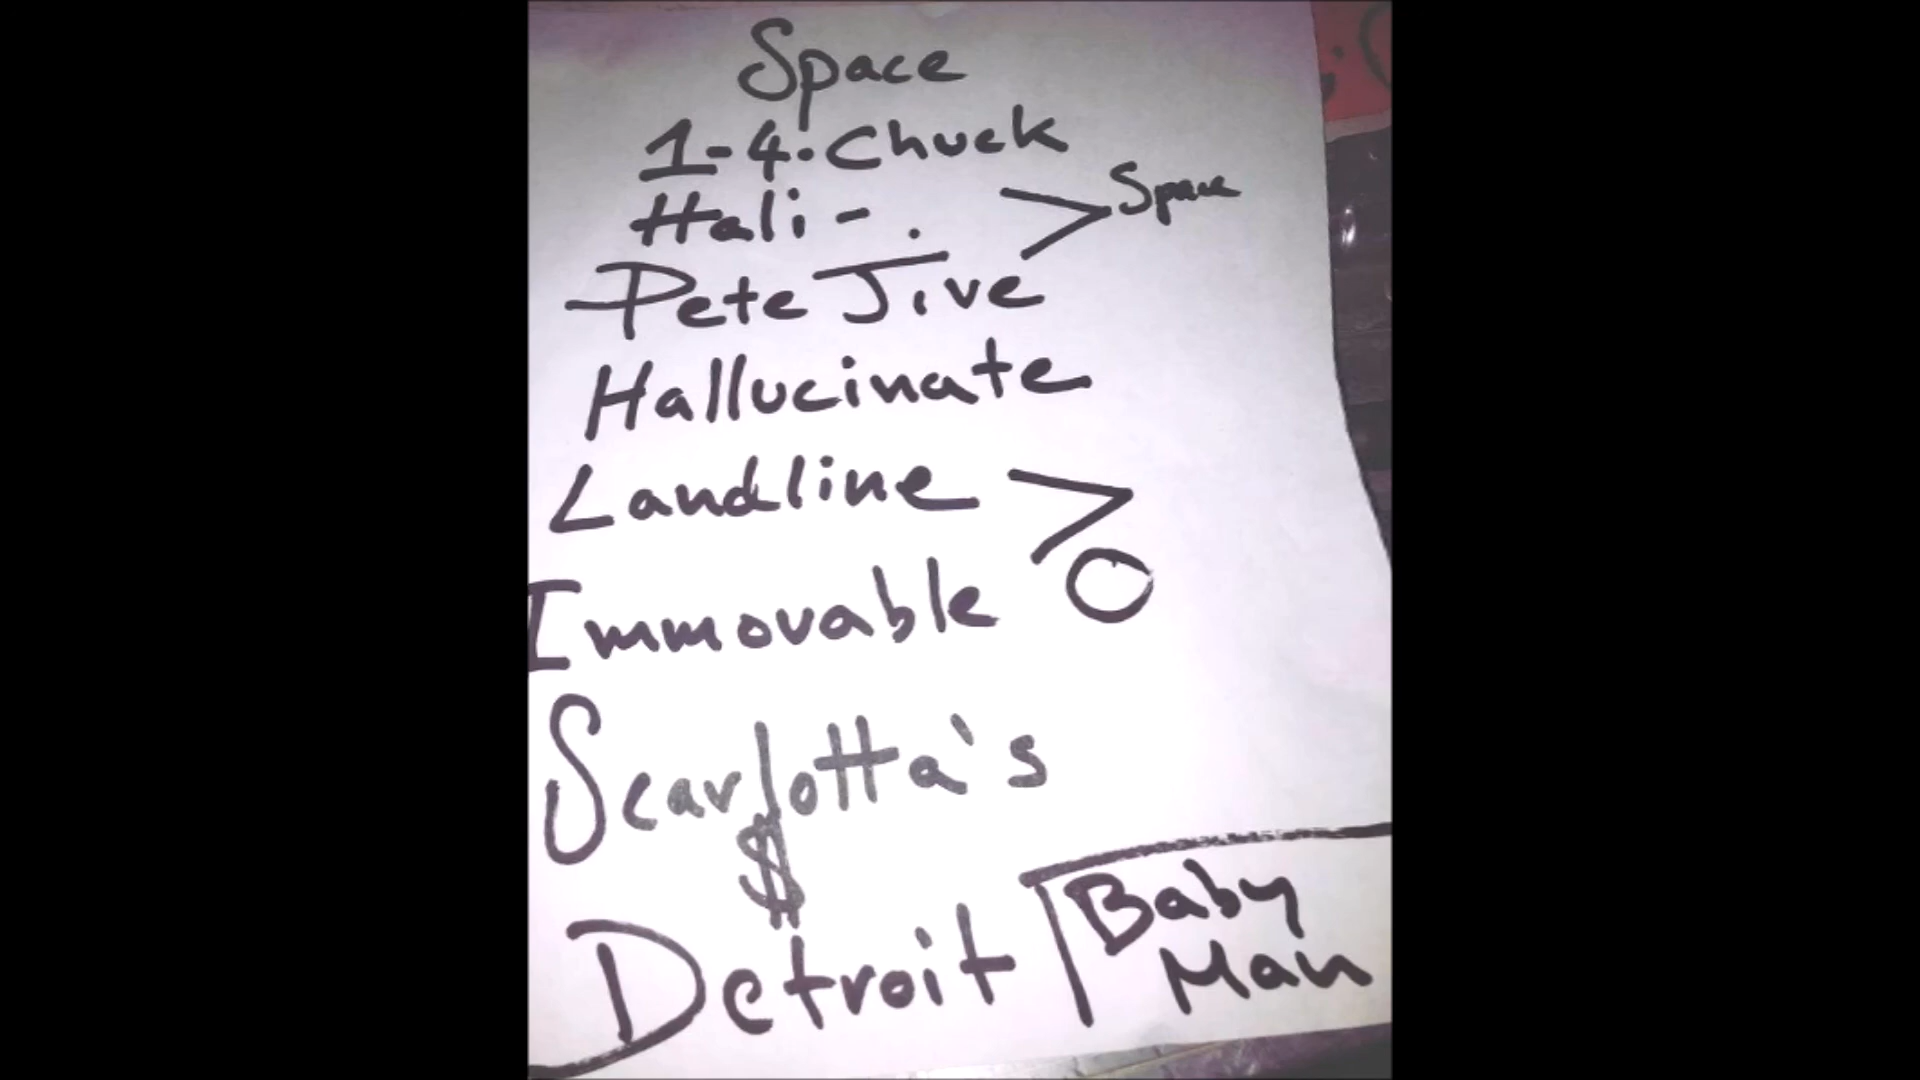 Space
1-4: Chuck
Hali - .
> Space
Pete Jive
Hallucinate
Landline
> O
Immovable
Scarlotta's
$
Detroit
Baby
Man